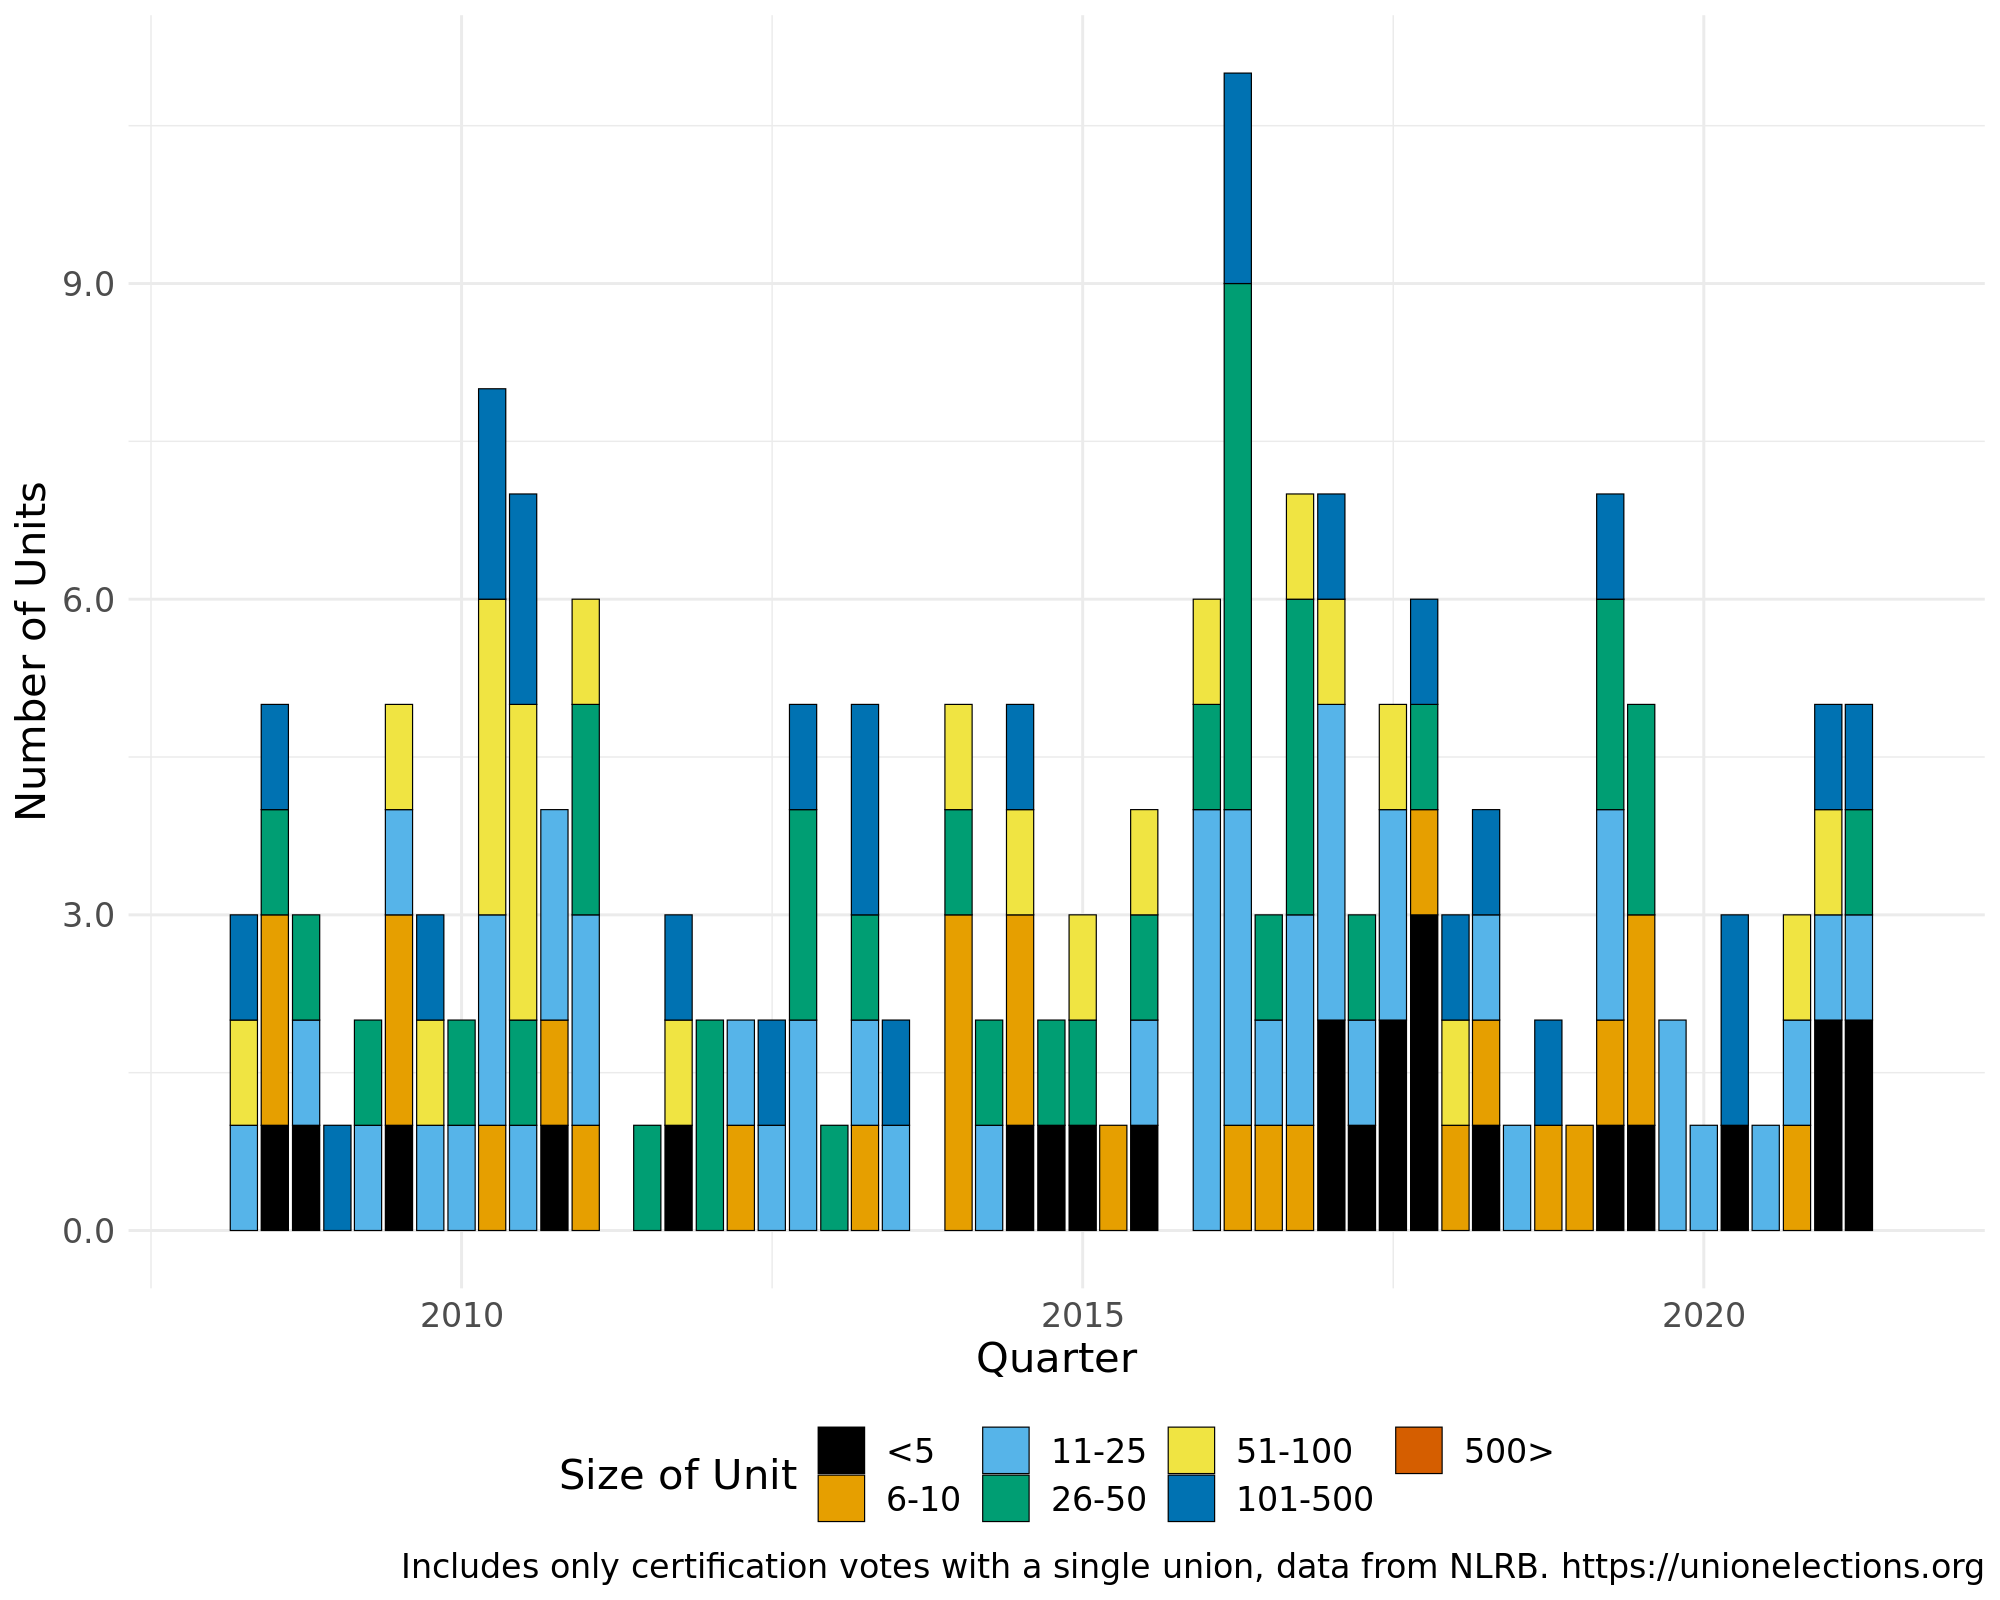 9.0
6.0
3.0
0.0
Number of Units
2010 2015 2020
Quarter
Size of Unit
<5 11-25 51-100 500>
6-10 26-50 101-500
Includes only certification votes with a single union, data from NLRB. https://unionelections.org